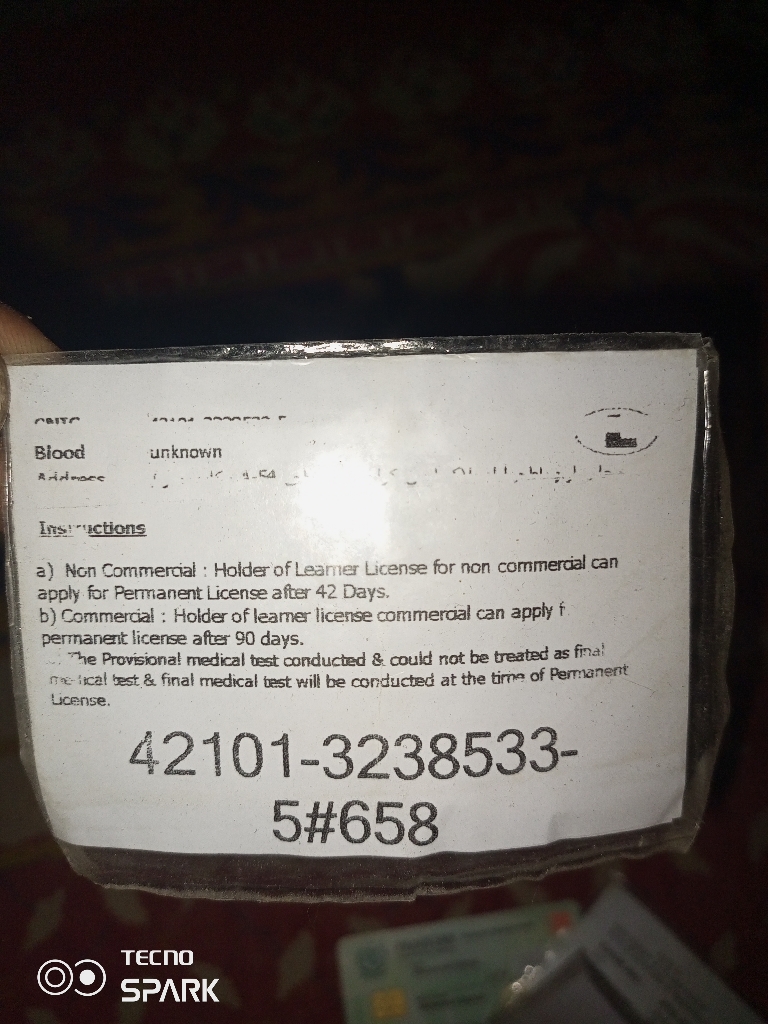 Blood unknown
Instructions
a) Non Commercial : Holder of Learner License for non commercial can
apply for Permanent License after 42 Days.
b) Commercial : Holder of learner license commercial can apply
permanent license after 90 days.
The Provisional medical test conducted & could not be treated as final
medical test & final medical test will be conducted at the time of Permanent
License.
42101-3238533-
5#658
TECNO
SPARK